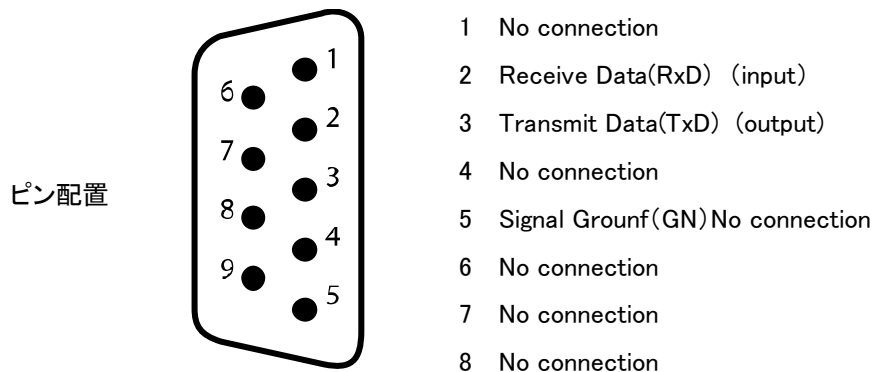 ピン配置
1
6
2
7
3
8
4
9
5
1 No connection
2 Receive Data(RxD) (input)
3 Transmit Data(TxD) (output)
4 No connection
5 Signal Grounf(GN)No connection
6 No connection
7 No connection
8 No connection